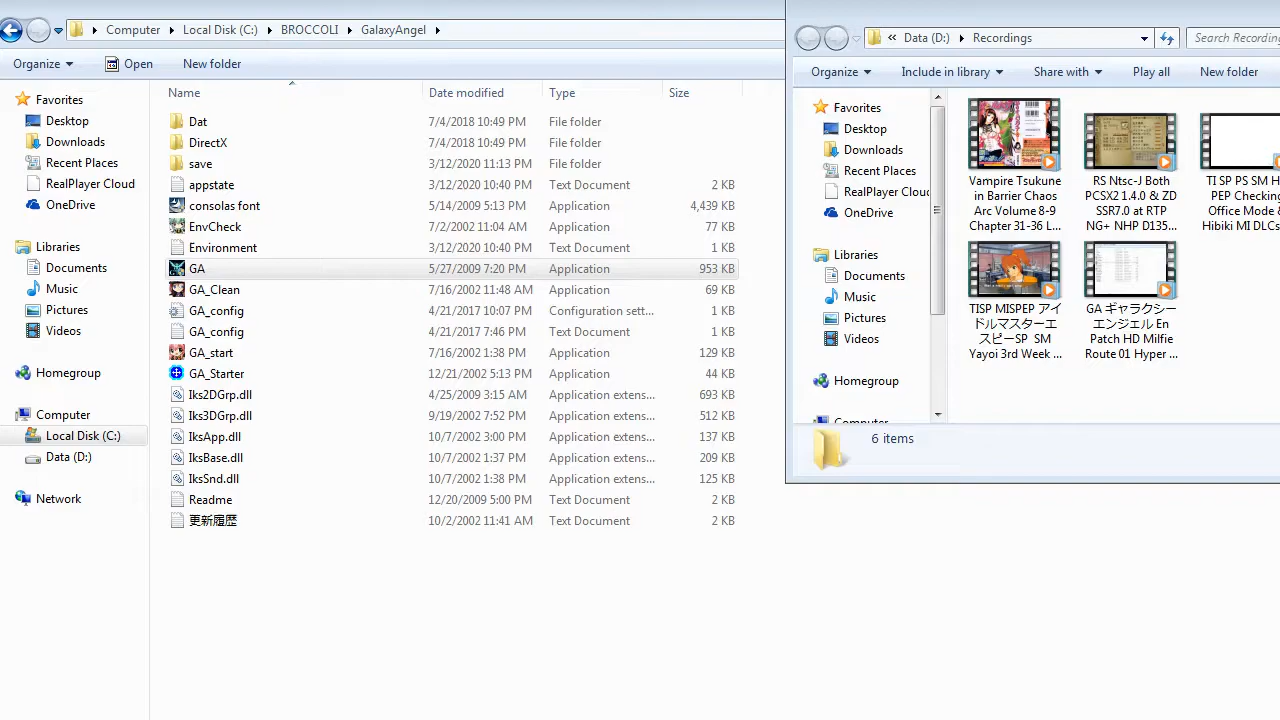 Computer Local Disk (C:) BROCCOLI GalaxyAngel
Organize Open New folder
Name Date modified Type Size
Favorites
Desktop
Downloads
Recent Places
RealPlayer Cloud
OneDrive
Libraries
Documents
Music
Pictures
Videos
Homegroup
Computer
Local Disk (C:)
Data (D:)
Network
Dat 7/4/2018 10:49 PM File folder
DirectX 7/4/2018 10:49 PM File folder
save 3/12/2020 11:13 PM File folder
appstate 3/12/2020 10:40 PM Text Document 2 KB
consolas font 5/14/2009 5:13 PM Application 4,439 KB
EnvCheck 7/2/2002 11:04 AM Application 77 KB
Environment 3/12/2020 10:40 PM Text Document 1 KB
GA 5/27/2009 7:20 PM Application 953 KB
GA_Clean 7/16/2002 11:48 AM Application 69 KB
GA_config 4/21/2017 10:07 PM Configuration sett... 1 KB
GA_config 4/21/2017 7:46 PM Text Document 1 KB
GA_start 7/16/2002 1:38 PM Application 129 KB
GA_Starter 12/21/2002 5:13 PM Application 44 KB
Iks2DGrp.dll 4/25/2009 3:15 AM Application extens... 693 KB
Iks3DGrp.dll 9/19/2002 7:52 PM Application extens... 512 KB
IksApp.dll 10/7/2002 3:00 PM Application extens... 137 KB
IksBase.dll 10/7/2002 1:37 PM Application extens... 209 KB
IksSnd.dll 10/7/2002 1:38 PM Application extens... 125 KB
Readme 12/20/2009 5:00 PM Text Document 2 KB
更新履歴 10/2/2002 11:41 AM Text Document 2 KB
« Data (D:) Recordings Search Recording
Organize Include in library Share with Play all New folder
Favorites
Desktop
Downloads
Recent Places
RealPlayer Clou
OneDrive
Libraries
Documents
Music
Pictures
Videos
Homegroup
Computer
Vampire Tsukune
in Barrier Chaos
Arc Volume 8-9
Chapter 31-36 L...
RS Ntsc-J Both
PCSX2 1.4.0 & ZD
SSR7.0 at RTP
NG+ NHP D135...
TI SP PS SM H
PEP Checking
Office Mode &
Hibiki MI DLCs
TISP MISPEP アイ
ドルマスターエ
スピーSP SM
Yayoi 3rd Week ...
GA ギャラクシー
エンジェル En
Patch HD Milfie
Route 01 Hyper ...
6 items